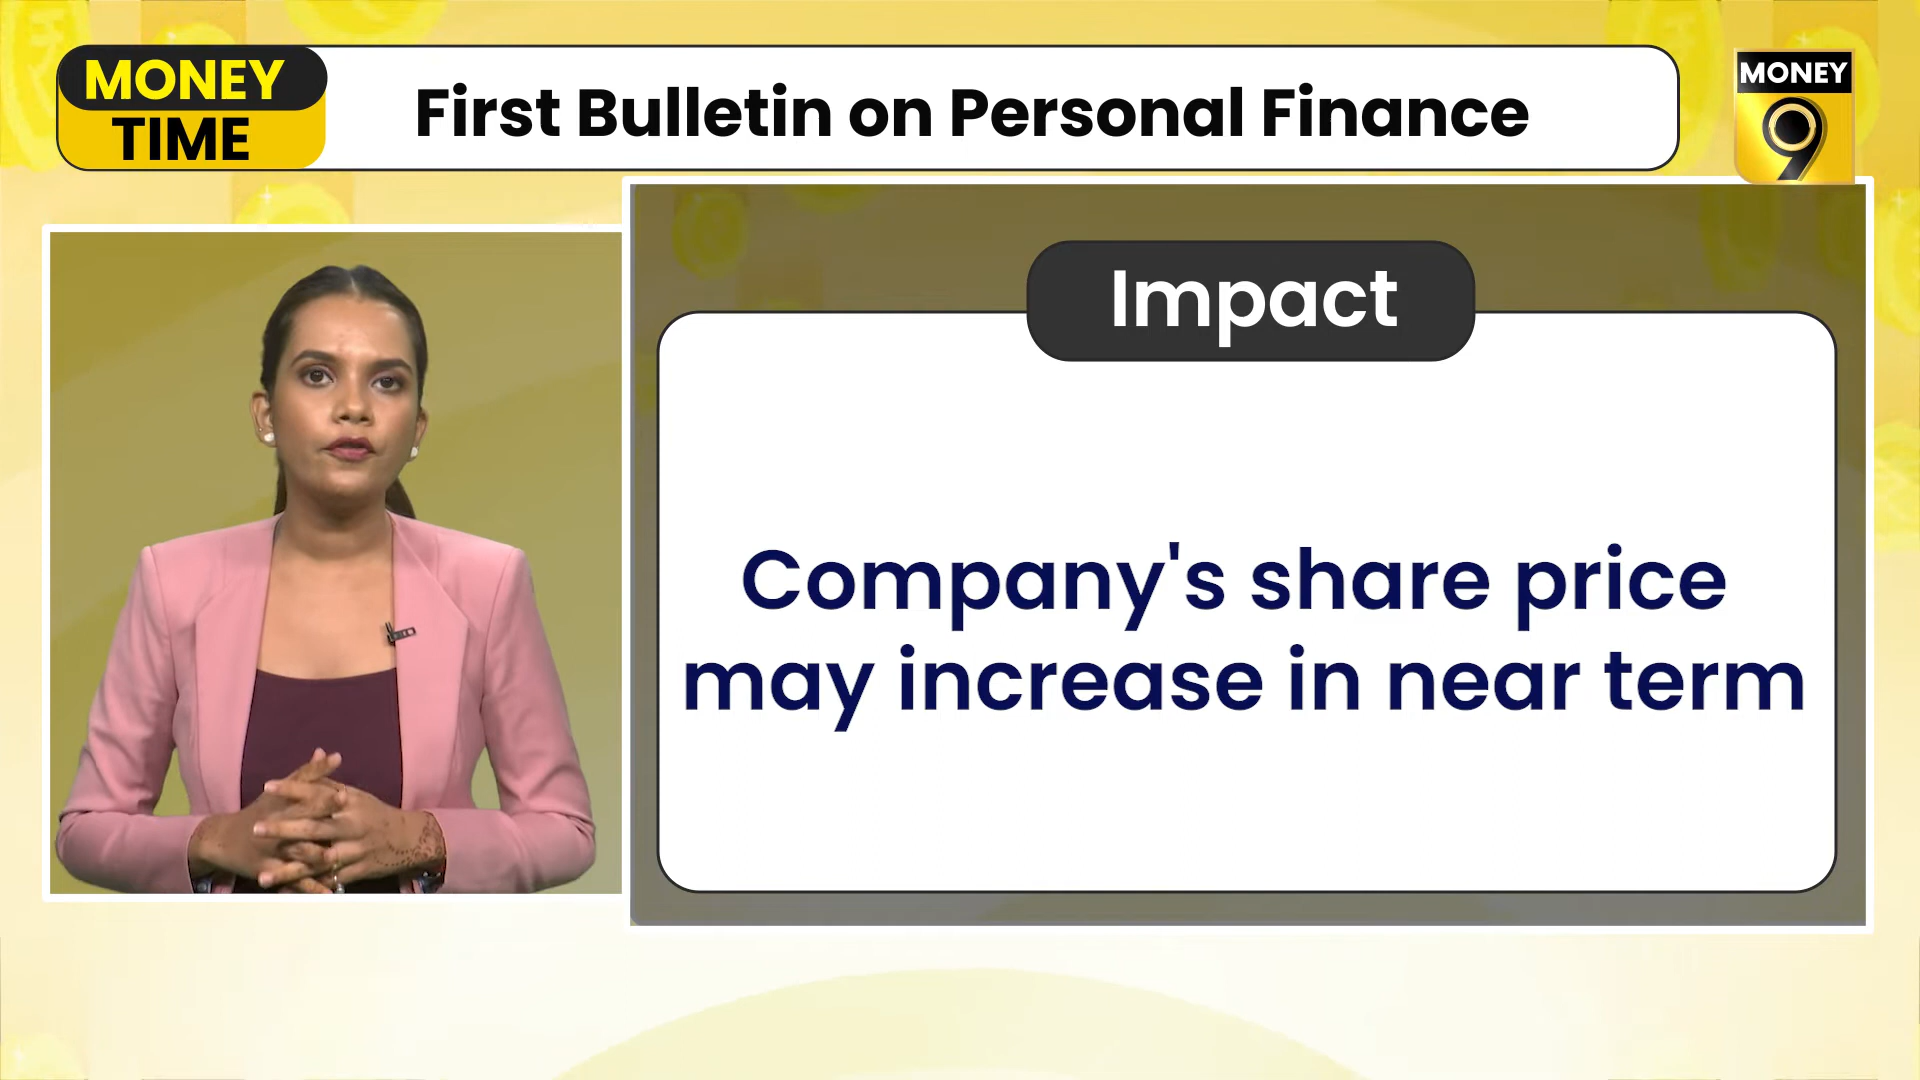 MONEY
TIME
First Bulletin on Personal Finance
MONEY
9
Impact
Company's share price
may increase in near term